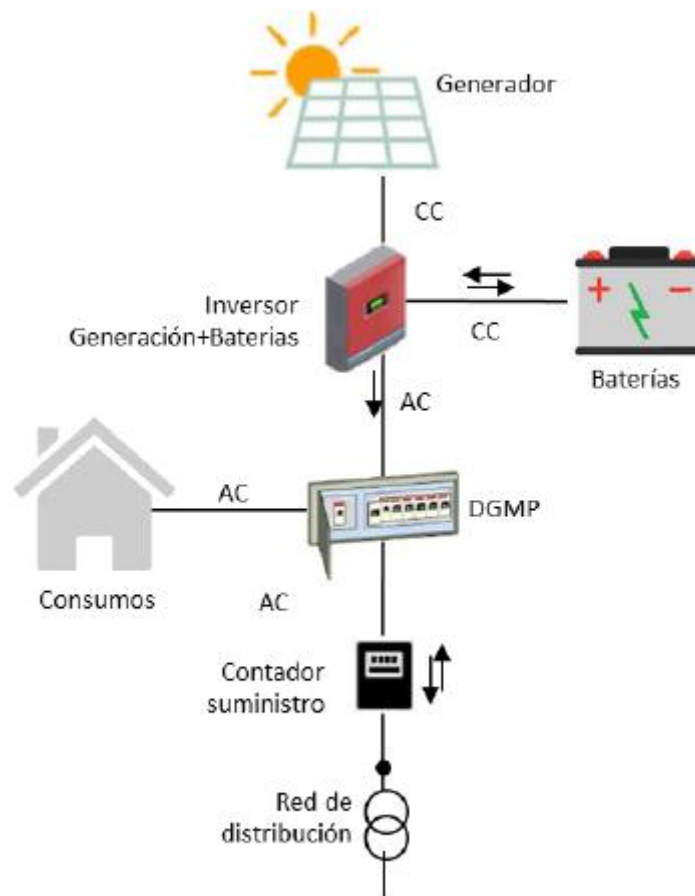 Generador
CC
Inversor
Generación+Baterias
CC
Baterías
AC
AC
DGMP
Consumos
AC
Contador
suministro
Red de
distribución